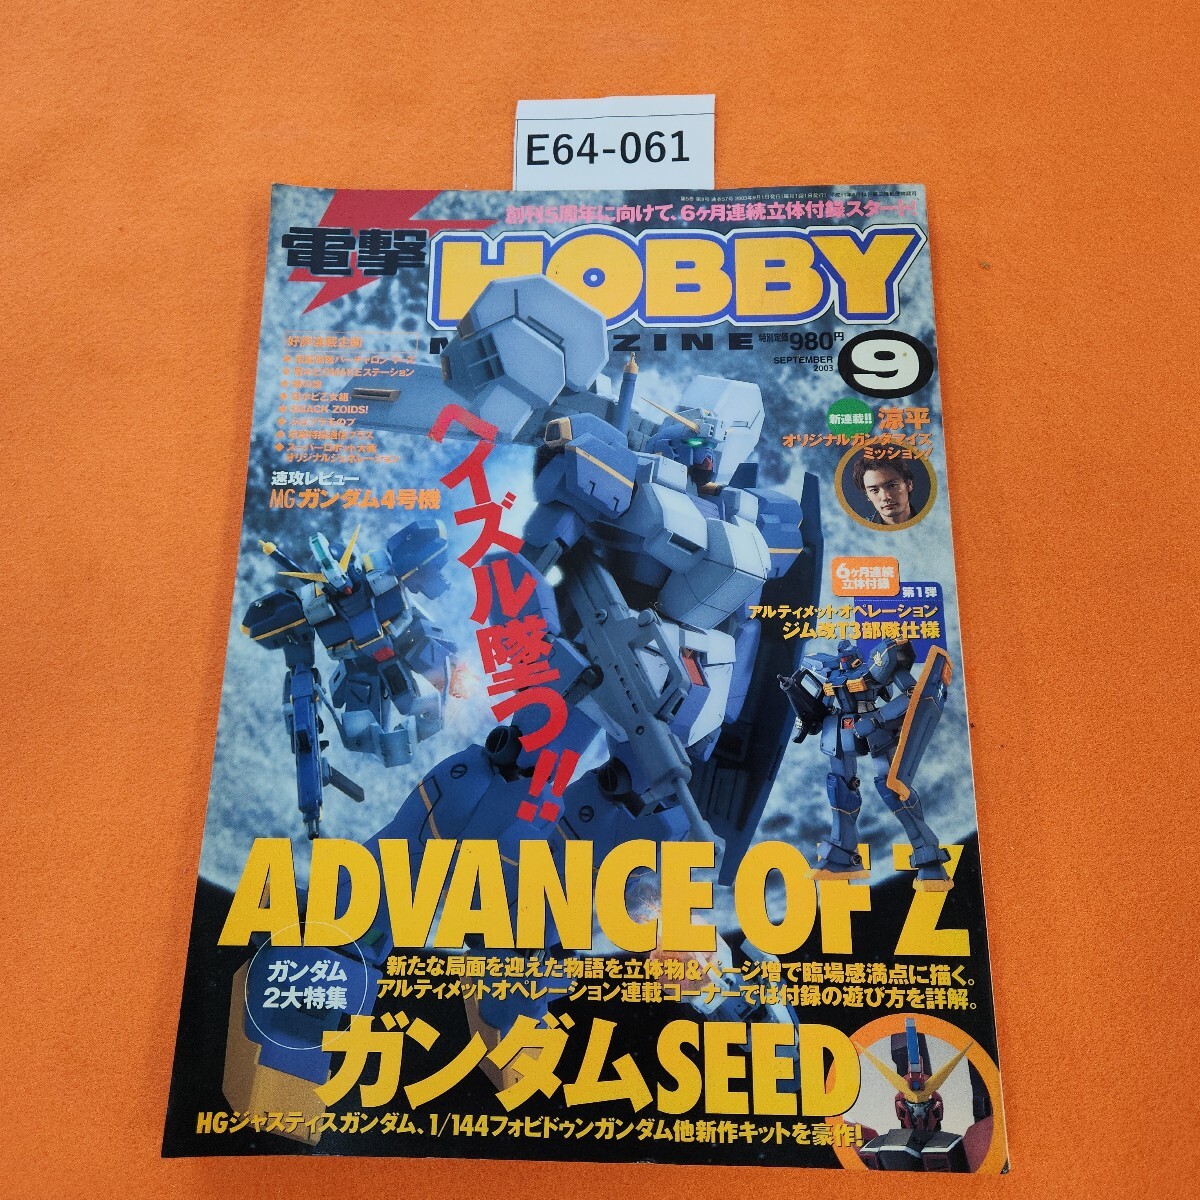 E64-061
創刊5周年に向けて、6ヶ月連続立体付録スタート!
電撃
HOBBY
特別定価980円
SEPTEMBER
2003
9
新連載!! 涼平
オリジナルガンダマイズ
ミッション!
速攻レビュー
MGガンダム4号機
ヘイズル墜つ!!
6ヶ月連続
立体付録
第1弾
アルティメット・オペレーション
ジム改T3部隊仕様
ADVANCE OF Z
ガンダム
2大特集
新たな局面を迎えた物語を立体物&ページ増で臨場感満点に描く。
アルティメットオペレーション連載コーナーでは付録の遊び方を詳解。
ガンダムSEED
HGジャスティスガンダム、1/144フォビドゥンガンダム他新作キットを豪作!